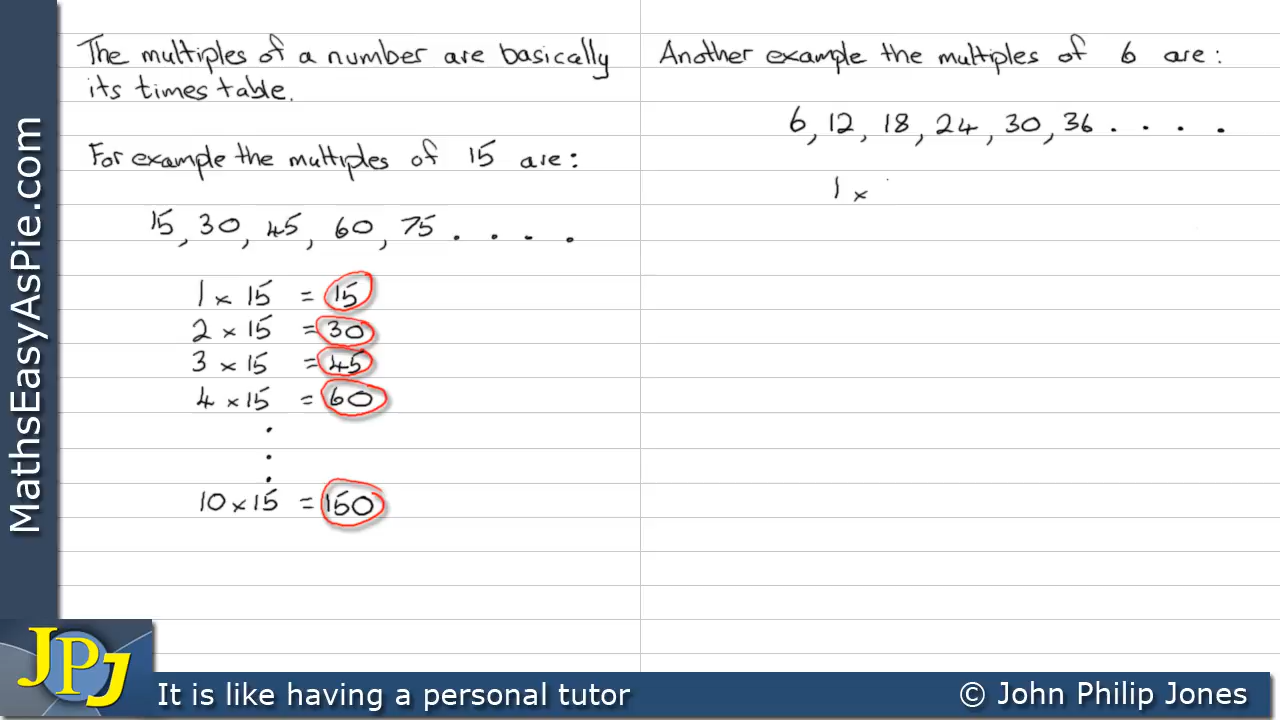 The multiples of a number are basically
its times table.
For example the multiples of 15 are:
15, 30, 45, 60, 75 . . . .
1 × 15 = 15
2 × 15 = 30
3 × 15 = 45
4 × 15 = 60
.
.
.
10 × 15 = 150
Another example the multiples of 6 are:
6, 12, 18, 24, 30, 36 . . . .
1 ×
MathsEasyAsPie.com
JPJ
It is like having a personal tutor
© John Philip Jones